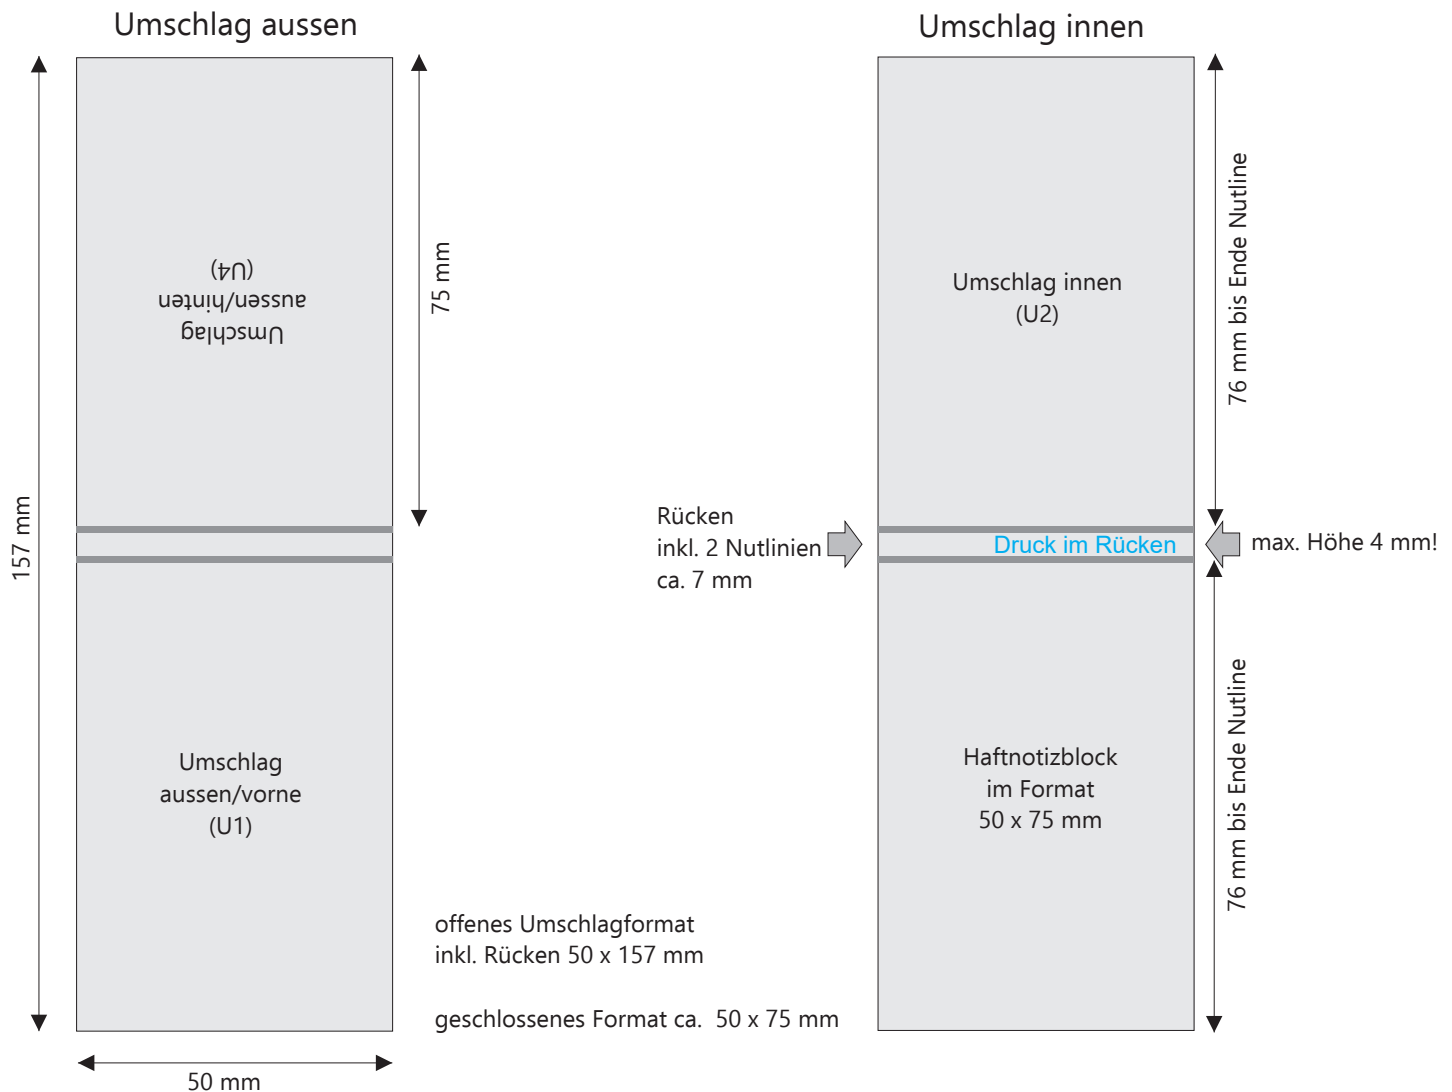 Umschlag aussen
157 mm
75 mm
Umschlag
aussen/hinten
(U4)
Umschlag
aussen/vorne
(U1)
50 mm
offenes Umschlagformat
inkl. Rücken 50 x 157 mm
geschlossenes Format ca. 50 x 75 mm
Umschlag innen
Umschlag innen
(U2)
76 mm bis Ende Nutline
Rücken
inkl. 2 Nutlinien
ca. 7 mm
Druck im Rücken
max. Höhe 4 mm!
Haftnotizblock
im Format
50 x 75 mm
76 mm bis Ende Nutline